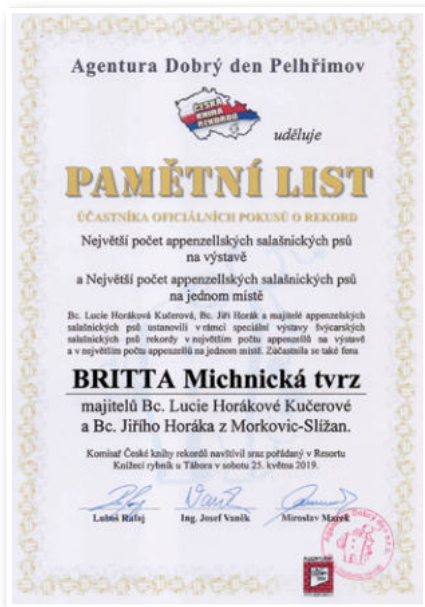 Agentura Dobrý den Pelhřimov
ČESKÁ
KNIHA
REKORDŮ
uděluje
PAMĚTNÍ LIST
ÚČASTNÍKA OFICIÁLNÍCH POKUSŮ O REKORD
Největší počet appenzellských salašnických psů
na výstavě
a Největší počet appenzellských salašnických psů
na jednom místě
Bc. Lucie Horáková Kučerová, Bc. Jiří Horák a majitelé appenzelských
salašnických psů ustanovili v rámci speciální výstavy švýcarských
salašnických psů rekordy v největším počtu appenzellů na výstavě
a v největším počtu appenzellů na jednom místě. Zúčastnila se také fena
BRITTA Michnická tvrz
majitelů Bc. Lucie Horákové Kučerové
a Bc. Jiřího Horáka z Morkovic-Slížan.
Komisař České knihy rekordů navštívil sraz pořádaný v Resortu
Knížecí rybník u Tábora v sobotu 25. května 2019.
Luboš Rafaj Ing. Josef Vaněk Miroslav Marek